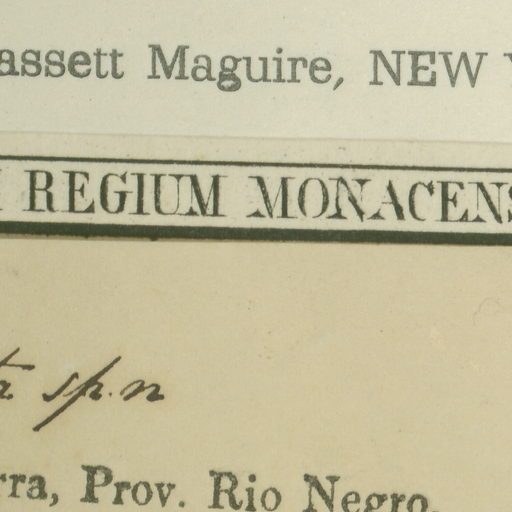 assett Maguire, NEW Y
REGIUM MONACENS
sp. n
rra, Prov. Rio Negro.